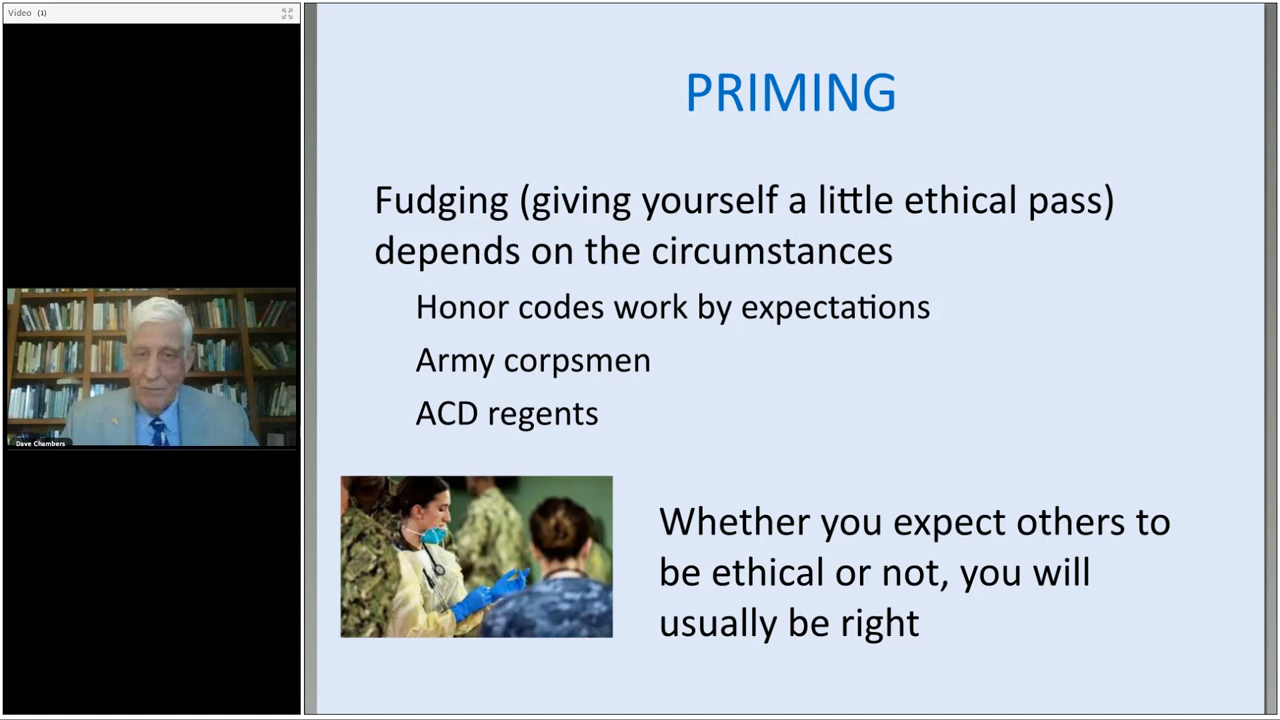 Video (1)
PRIMING
Fudging (giving yourself a little ethical pass)
depends on the circumstances
Honor codes work by expectations
Army corpsmen
ACD regents
Dave Chambers
Whether you expect others to
be ethical or not, you will
usually be right